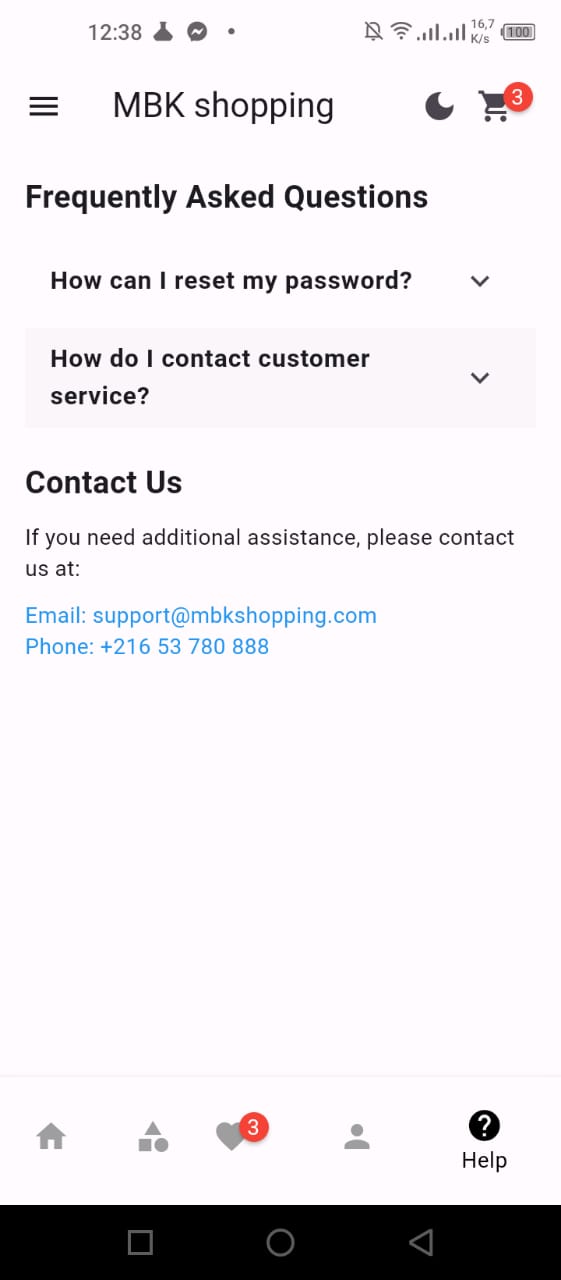 12:38
16,7
K/s
100
MBK shopping
3
Frequently Asked Questions
How can I reset my password?
How do I contact customer
service?
Contact Us
If you need additional assistance, please contact
us at:
Email: support@mbkshopping.com
Phone: +216 53 780 888
3
?
Help